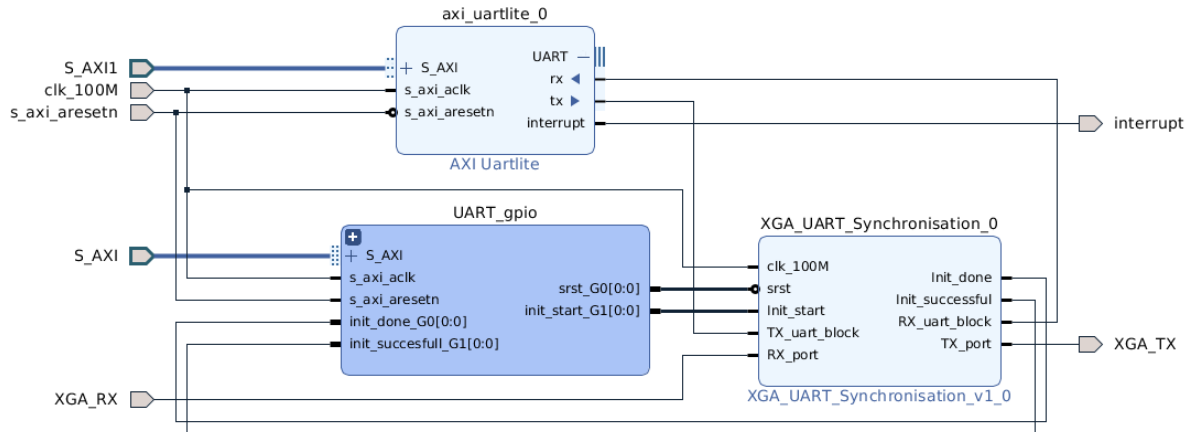 axi_uartlite_0
S_AXI1
clk_100M
s_axi_aresetn
+ S_AXI
s_axi_aclk
s_axi_aresetn
UART
rx
tx
interrupt
AXI Uartlite
interrupt
UART_gpio
S_AXI
+ S_AXI
s_axi_aclk
s_axi_aresetn
init_done_G0[0:0]
init_succesfull_G1[0:0]
srst_G0[0:0]
init_start_G1[0:0]
XGA_UART_Synchronisation_0
clk_100M
srst
Init_start
TX_uart_block
RX_port
Init_done
Init_successful
RX_uart_block
TX_port
XGA_UART_Synchronisation_v1_0
XGA_TX
XGA_RX